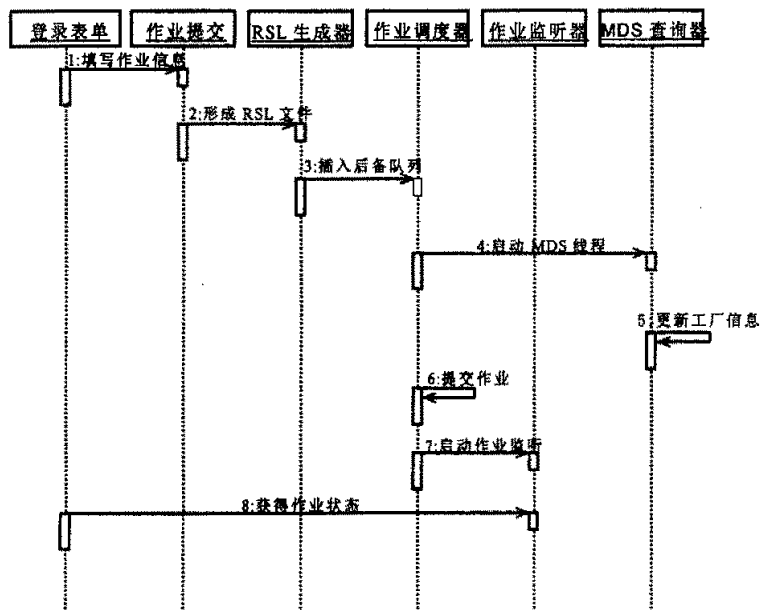 登录表单
作业提交
RSL 生成器
作业调度器
作业监听器
MDS 查询器
1:填写作业信息
2:形成 RSL 文件
3:插入后备队列
4:启动 MDS 线程
5:更新工厂信息
6:提交作业
7:启动作业监听
8:获得作业状态